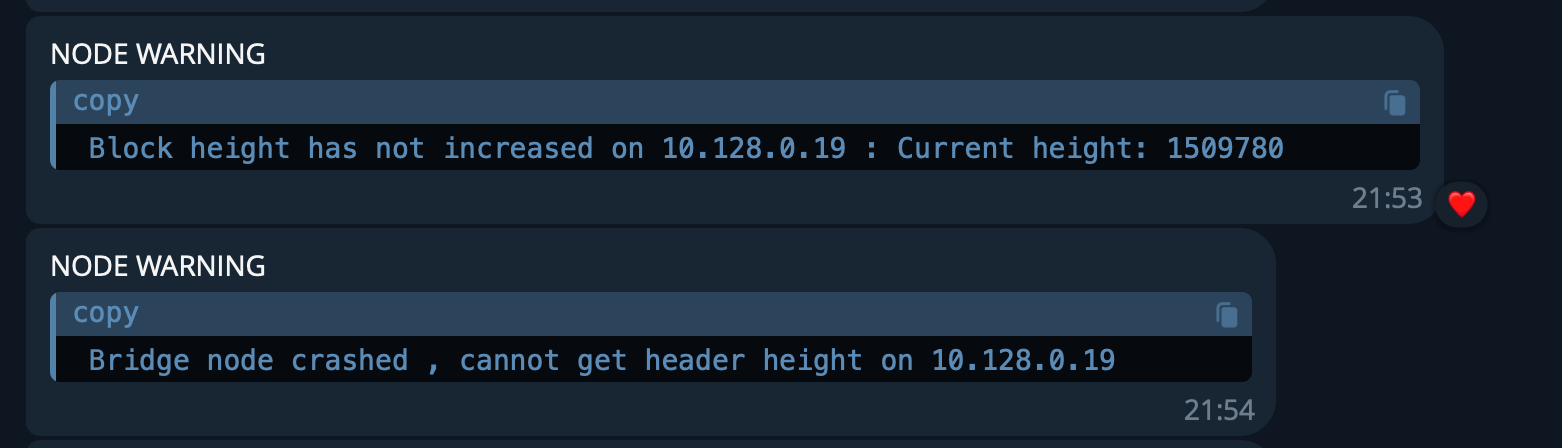 NODE WARNING
copy
Block height has not increased on 10.128.0.19 : Current height: 1509780
21:53
NODE WARNING
copy
Bridge node crashed , cannot get header height on 10.128.0.19
21:54